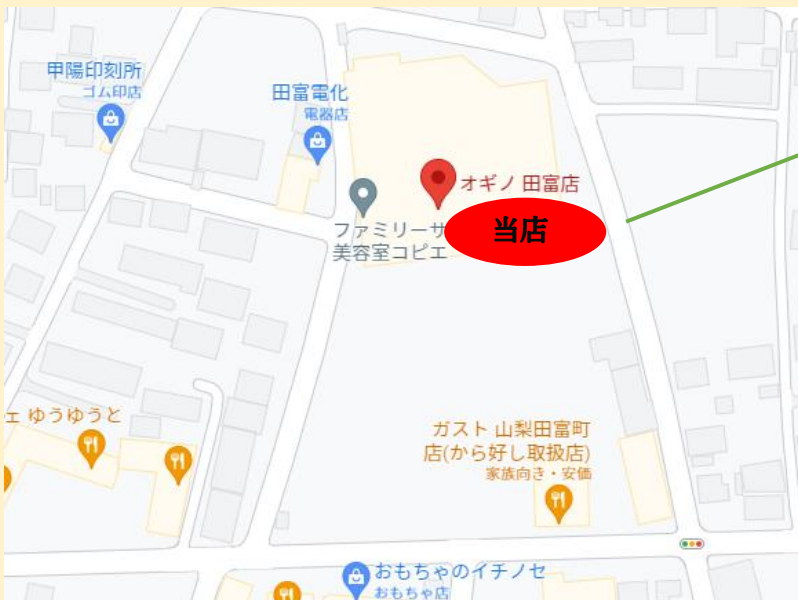 甲陽印刻所
ゴム印店
田富電化
電器店
オギノ 田富店
当店
ファミリーサ
美容室コピエ
ェ ゆうゆうと
ガスト 山梨田富町
店(から好し取扱店)
家族向き・安価
おもちゃのイチノセ
おもちゃ店